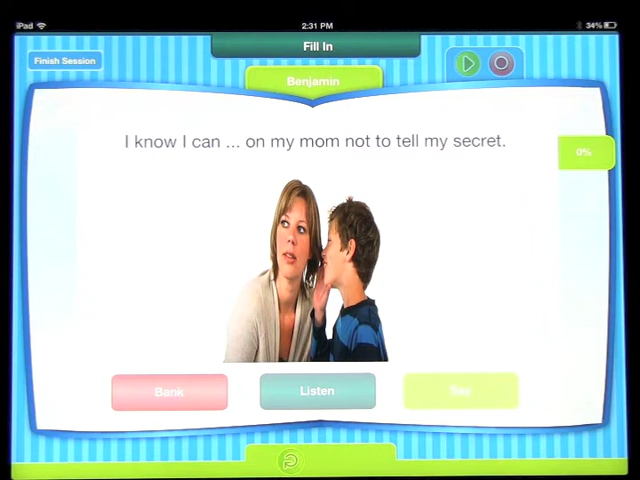 iPad
2:31 PM
34%
Fill In
Finish Session
Benjamin
I know I can ... on my mom not to tell my secret.
0%
Bank
Listen